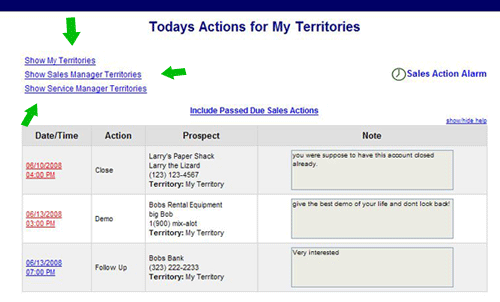 Todays Actions for My Territories
Show My Territories
Show Sales Manager Territories
Show Service Manager Territories
Sales Action Alarm
Include Passed Due Sales Actions
show/hide help
Date/Time Action Prospect Note
06/10/2008
04:00 PM
Close
Larry's Paper Shack
Larry the Lizard
(123) 123-4567
Territory: My Territory
you were suppose to have this account closed
already.
06/13/2008
03:00 PM
Demo
Bobs Rental Equipment
big Bob
1(900) mix-alot
Territory: My Territory
give the best demo of your life and dont look back!
06/13/2008
07:00 PM
Follow Up
Bobs Bank
(323) 222-2233
Territory: My Territory
Very interested